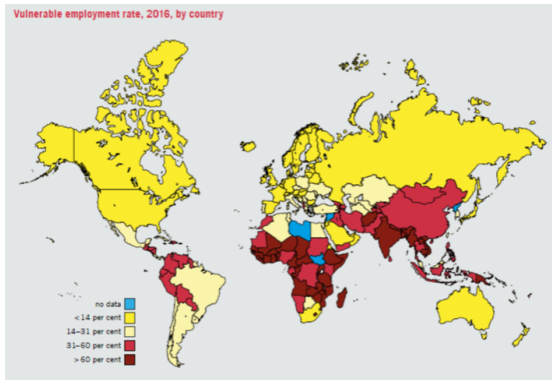 Vulnerable employment rate, 2016, by country
no data
<14 per cent
14–31 per cent
31–60 per cent
> 60 per cent